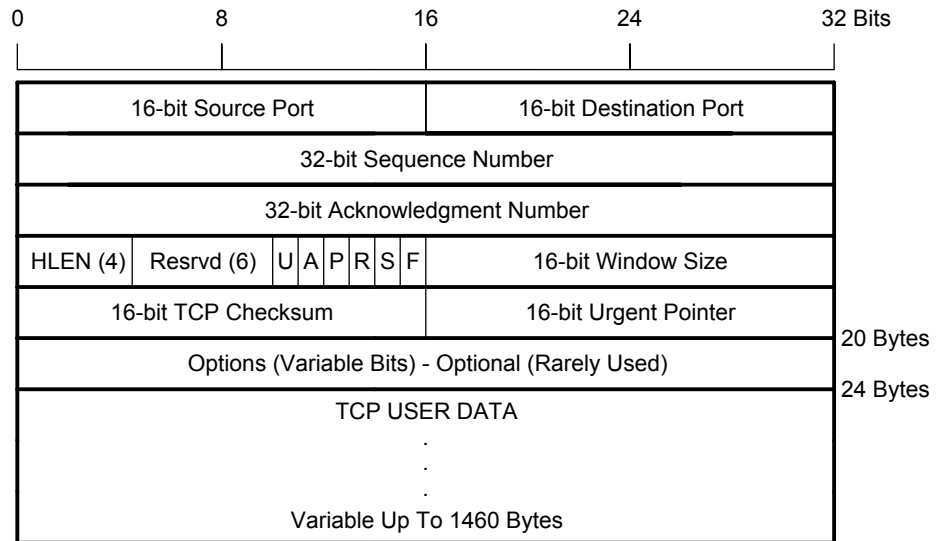 0 8 16 24 32 Bits
16-bit Source Port 16-bit Destination Port
32-bit Sequence Number
32-bit Acknowledgment Number
HLEN (4) Resrvd (6) U A P R S F 16-bit Window Size
16-bit TCP Checksum 16-bit Urgent Pointer
20 Bytes
Options (Variable Bits) - Optional (Rarely Used)
24 Bytes
TCP USER DATA
.
.
.
Variable Up To 1460 Bytes